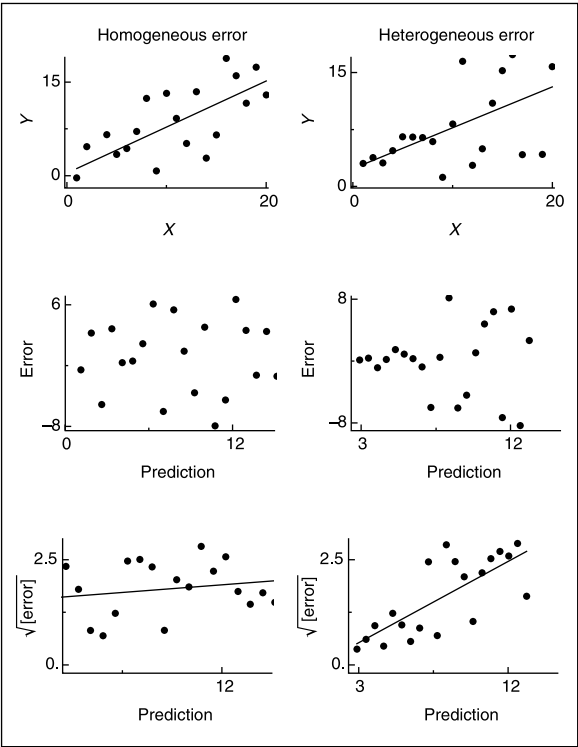 Homogeneous error
Heterogeneous error
15
Y
0
0
20
X
15
Y
0
0
20
X
6
Error
−8
0
12
Prediction
8
Error
−8
3
12
Prediction
2.5
√[error]
0.
12
Prediction
2.5
√[error]
0.
3
12
Prediction